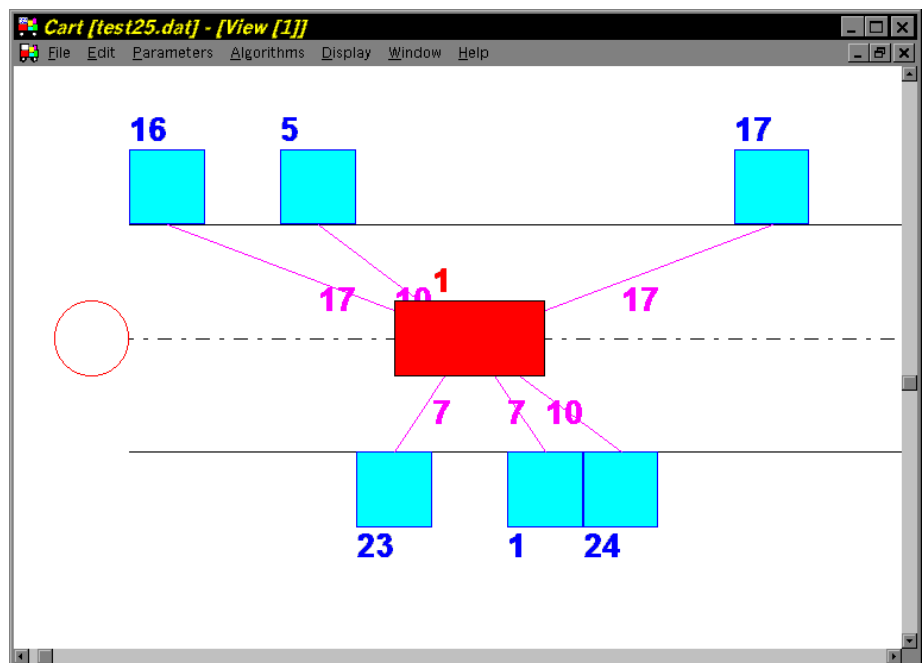 Cart [test25.dat] - [View [1]]
File Edit Parameters Algorithms Display Window Help
16 5 17
1
17 10 17
7 7 10
23 1 24